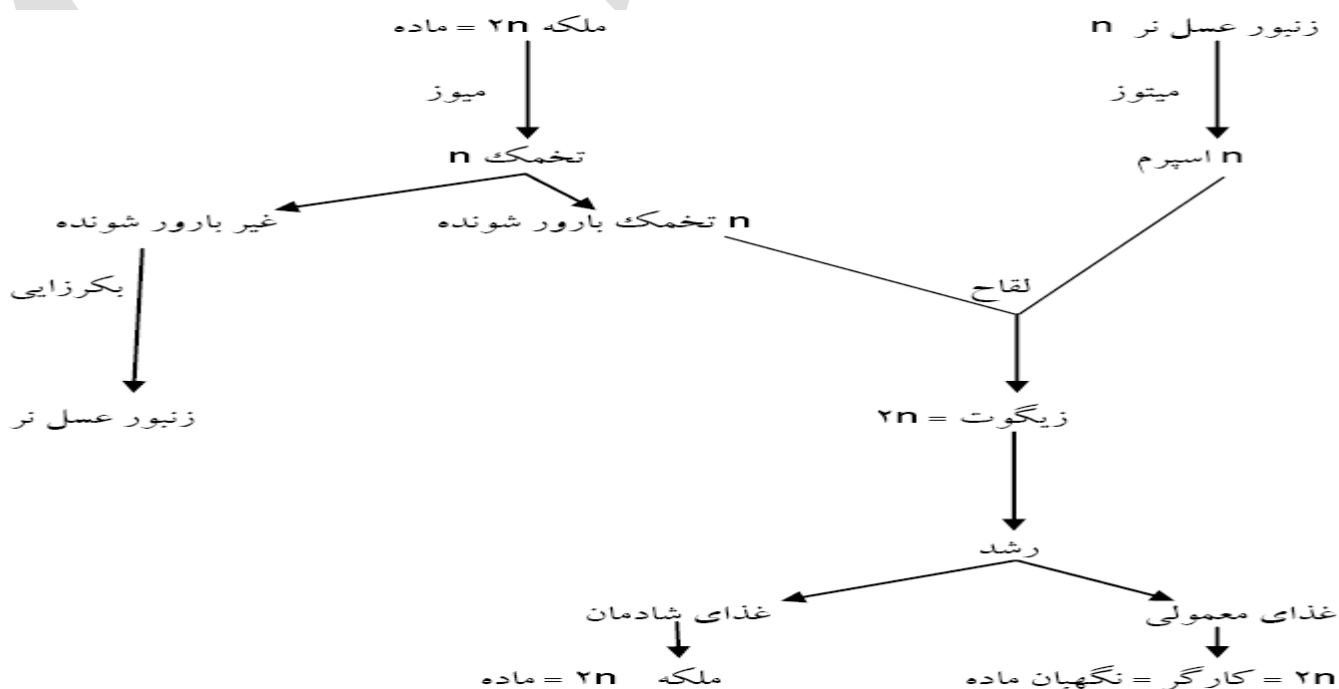 زنبور عسل نر n
ملکه ۲n = ماده
میتوز
میوز
n اسپرم
تخمک n
n تخمک بارور شونده
غیر بارور شونده
لقاح
بکرزایی
زیگوت = ۲n
زنبور عسل نر
رشد
غذای معمولی
غذای شادمان
۲n = کارگر = نگهبان ماده
ملکه ۲n = ماده